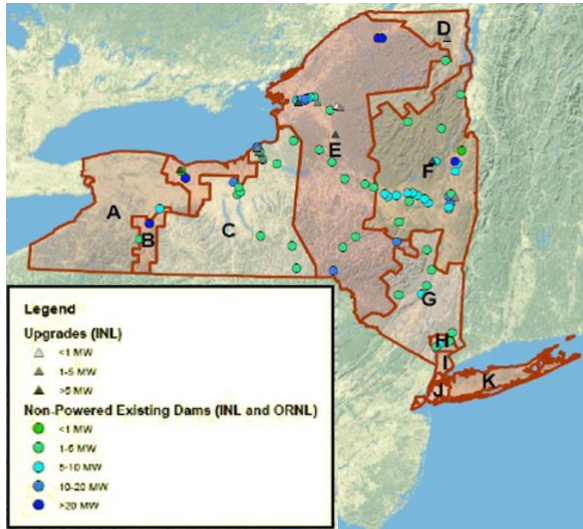 D
E
F
A
B
C
G
H
I
J
K
Legend
Upgrades (INL)
<1 MW
1-5 MW
>5 MW
Non-Powered Existing Dams (INL and ORNL)
<1 MW
1-5 MW
5-10 MW
10-20 MW
>20 MW